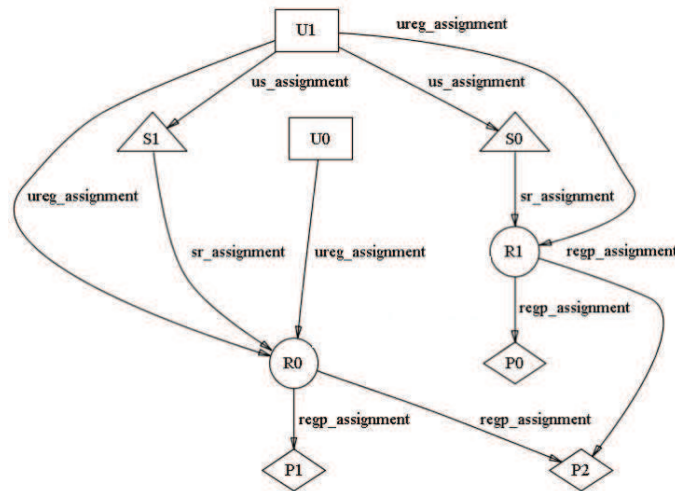 U1
ureg_assignment
us_assignment
us_assignment
S1
U0
S0
ureg_assignment
sr_assignment
sr_assignment
ureg_assignment
R1
regp_assignment
regp_assignment
P0
R0
regp_assignment
regp_assignment
P1
P2